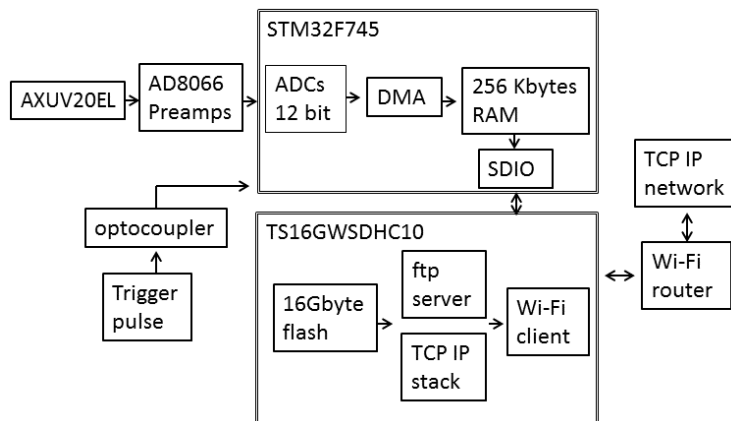 STM32F745
AXUV20EL
AD8066
Preamps
ADCs
12 bit
DMA
256 Kbytes
RAM
SDIO
TCP IP
network
optocoupler
Trigger
pulse
TS16GWSDHC10
16Gbyte
flash
ftp
server
TCP IP
stack
Wi-Fi
client
Wi-Fi
router